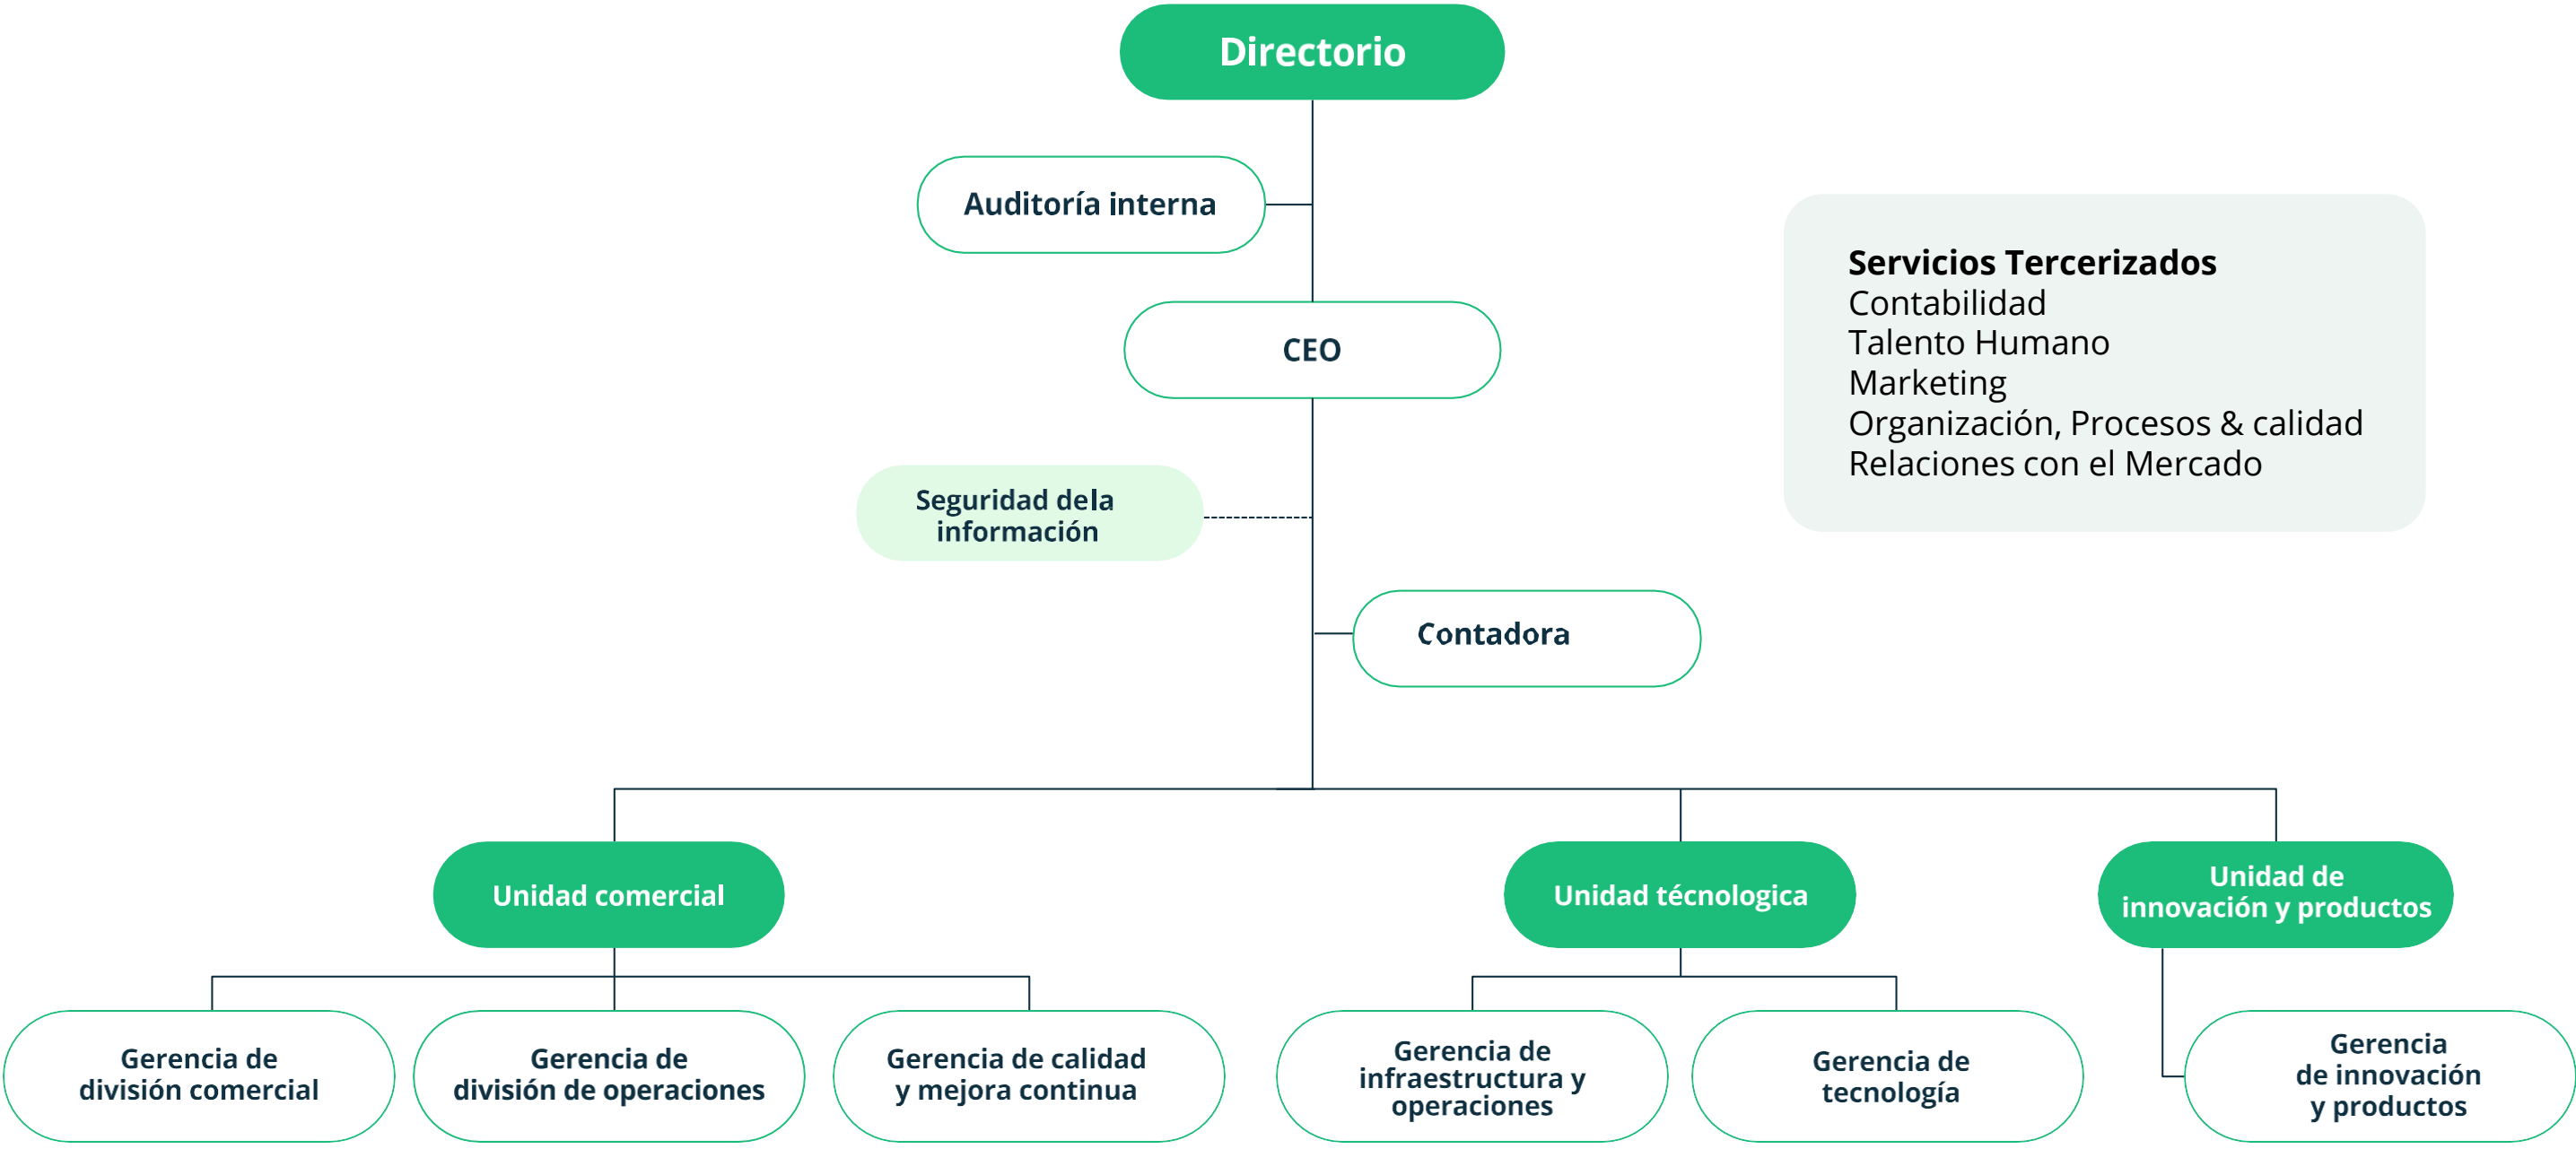 Directorio
Auditoría interna
CEO
Servicios Tercerizados
Contabilidad
Talento Humano
Marketing
Organización, Procesos & calidad
Relaciones con el Mercado
Seguridad dela
información
Contadora
Unidad comercial
Unidad técnologica
Unidad de
innovación y productos
Gerencia de
división comercial
Gerencia de
división de operaciones
Gerencia de calidad
y mejora continua
Gerencia de
infraestructura y
operaciones
Gerencia de
tecnología
Gerencia
de innovación
y productos